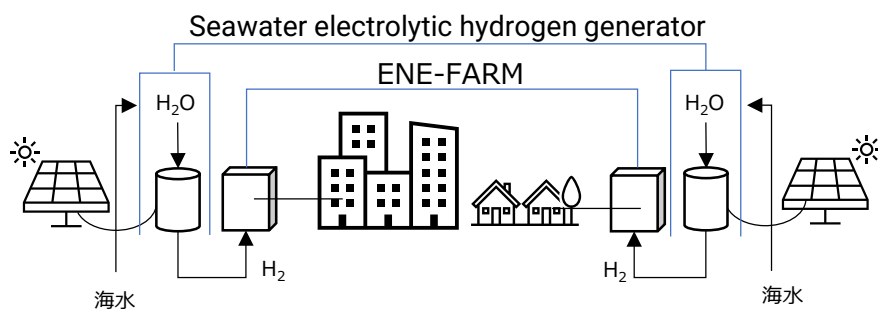 Seawater electrolytic hydrogen generator
ENE-FARM
H₂O
H₂O
H₂
H₂
海水
海水